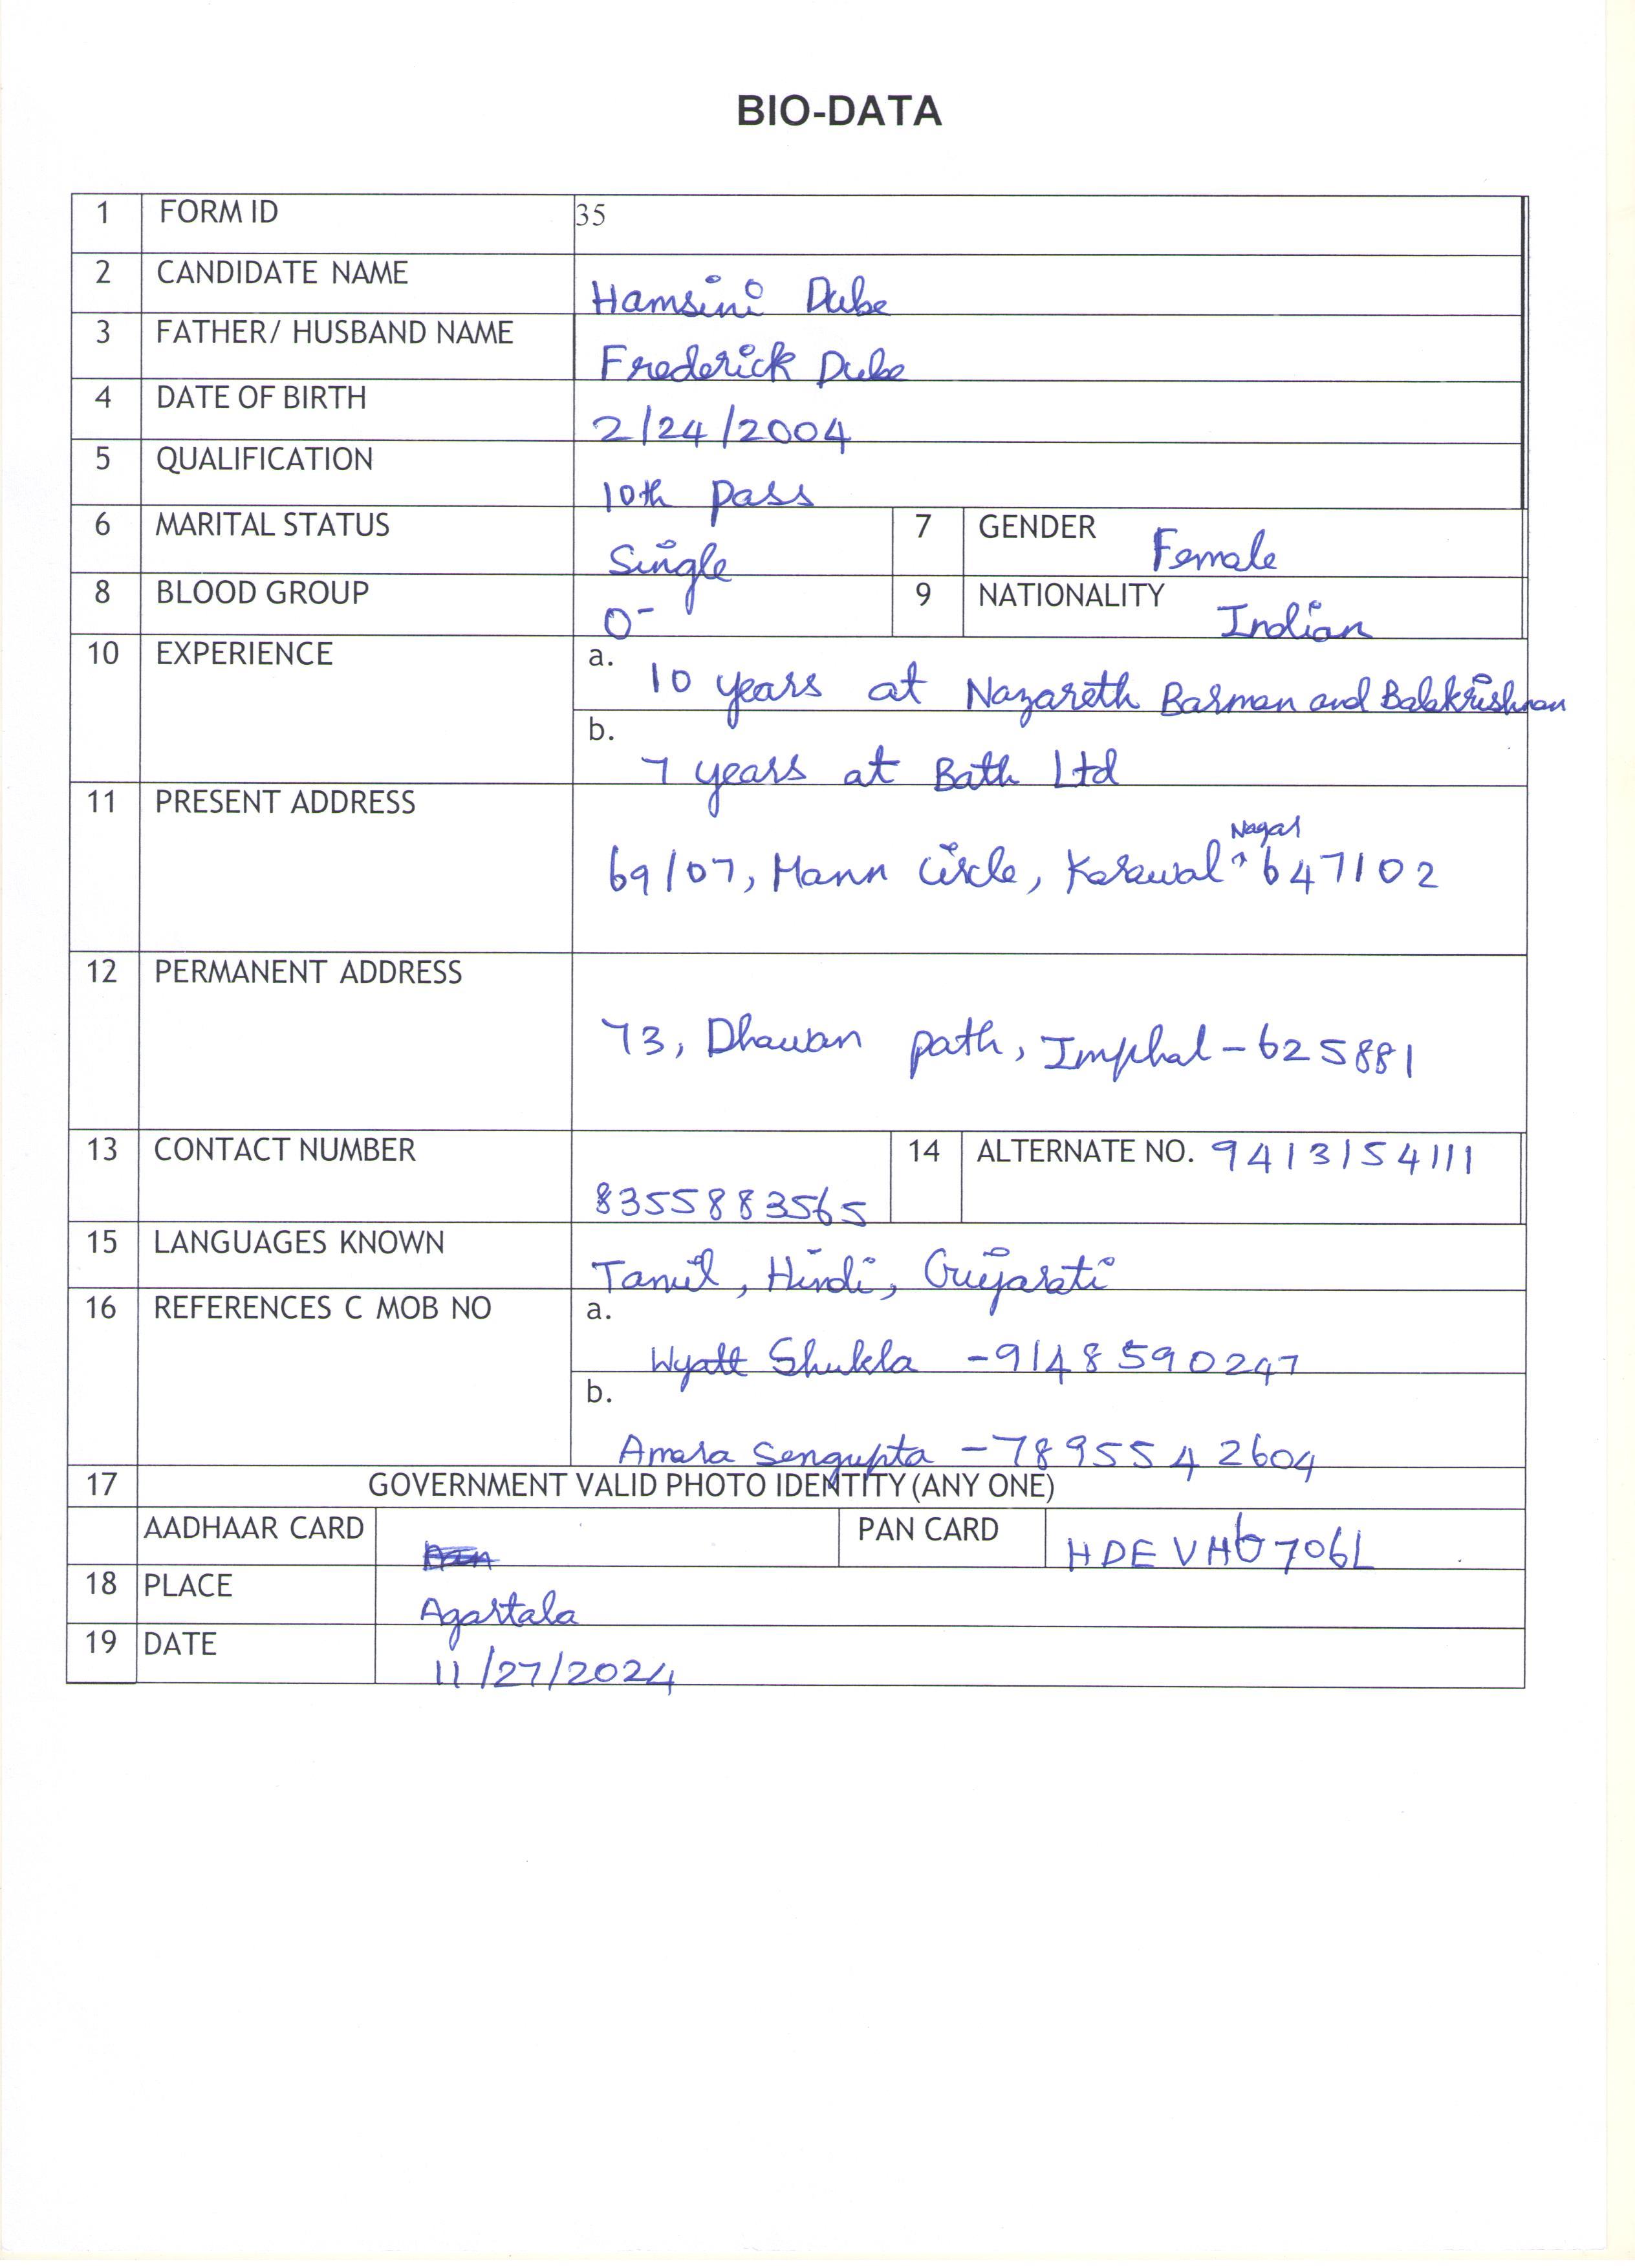 BIO-DATA
1 FORM ID 35
2 CANDIDATE NAME Hamsini Dube
3 FATHER/ HUSBAND NAME Frederick Dube
4 DATE OF BIRTH 2/24/2004
5 QUALIFICATION 10th pass
6 MARITAL STATUS Single 7 GENDER Female
8 BLOOD GROUP O- 9 NATIONALITY Indian
10 EXPERIENCE a. 10 years at Nazareth Barman and Balakrishnan
b. 7 years at Bath Ltd
11 PRESENT ADDRESS
69/07, Mann Circle, Karawal Nagar 647102
12 PERMANENT ADDRESS
73, Dhawan path, Imphal - 625881
13 CONTACT NUMBER 8355883565 14 ALTERNATE NO. 9413154111
15 LANGUAGES KNOWN Tamil, Hindi, Gujarati
16 REFERENCES C MOB NO a.
Wyatt Shukla - 9148590247
b.
Amara Sengupta - 7895542604
17 GOVERNMENT VALID PHOTO IDENTITY (ANY ONE)
AADHAAR CARD PAN CARD
18 PLACE Agartala
19 DATE 11/27/2024